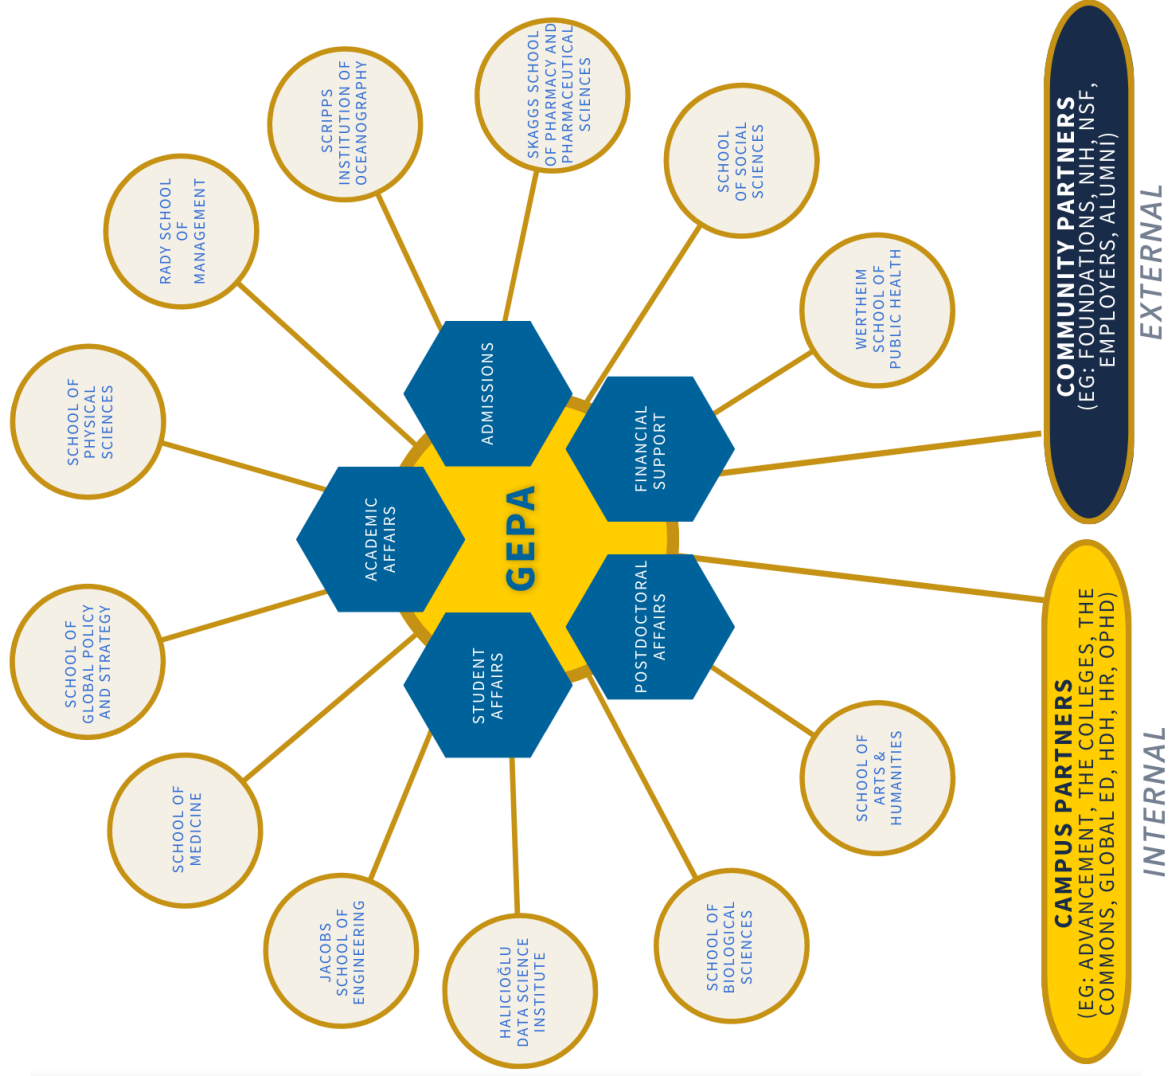 GEPA
ACADEMIC
AFFAIRS
ADMISSIONS
FINANCIAL
SUPPORT
POSTDOCTORAL
AFFAIRS
STUDENT
AFFAIRS
SCHOOL OF
ARTS &
HUMANITIES
SCHOOL OF
BIOLOGICAL
SCIENCES
HALICIOĞLU
DATA SCIENCE
INSTITUTE
JACOBS
SCHOOL OF
ENGINEERING
SCHOOL OF
MEDICINE
SCHOOL OF
GLOBAL POLICY
AND STRATEGY
SCHOOL OF
PHYSICAL
SCIENCES
RADY SCHOOL
OF
MANAGEMENT
SCRIPPS
INSTITUTION OF
OCEANOGRAPHY
SKAGGS SCHOOL
OF PHARMACY AND
PHARMACEUTICAL
SCIENCES
SCHOOL
OF SOCIAL
SCIENCES
WERTHEIM
SCHOOL OF
PUBLIC HEALTH
CAMPUS PARTNERS
(EG: ADVANCEMENT, THE COLLEGES, THE
COMMONS, GLOBAL ED, HDH, HR, OPHD)
INTERNAL
COMMUNITY PARTNERS
(EG: FOUNDATIONS, NIH, NSF,
EMPLOYERS, ALUMNI)
EXTERNAL